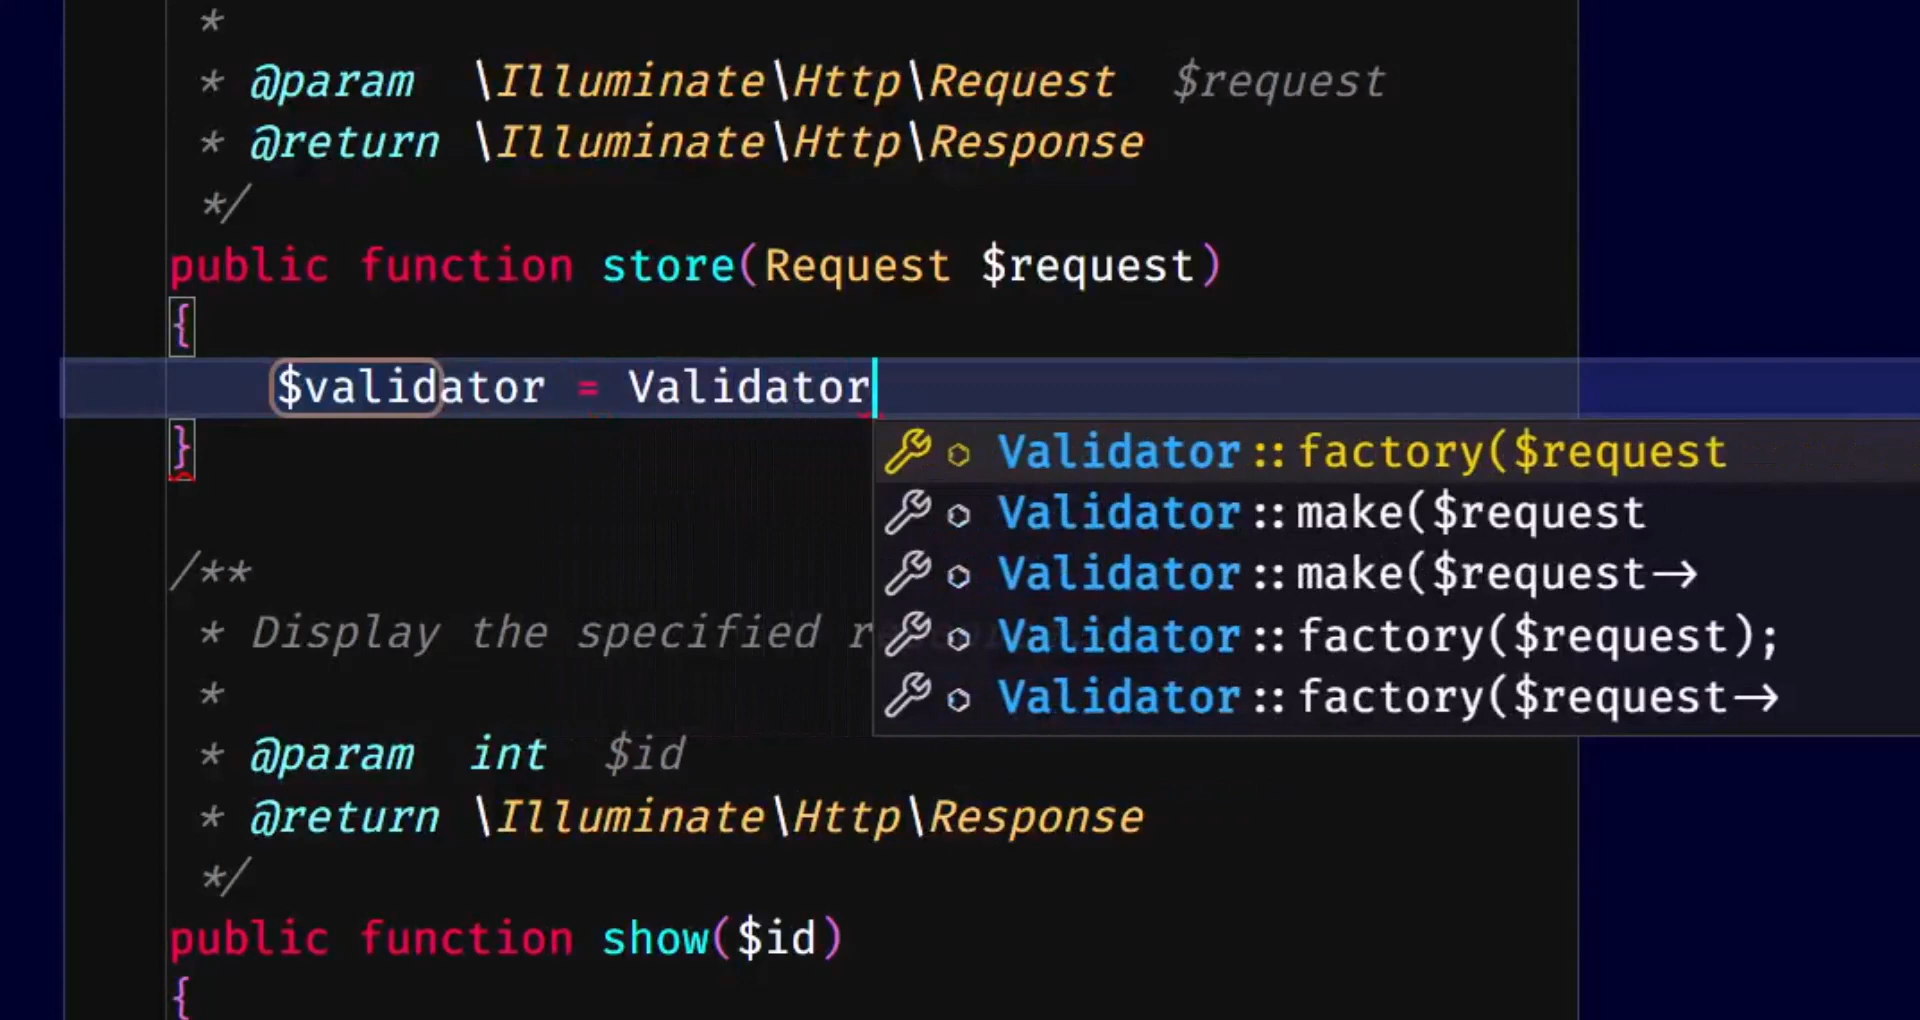 *
* @param  \Illuminate\Http\Request  $request
* @return \Illuminate\Http\Response
*/
public function store(Request $request)
{
$validator = Validator
}
Validator::factory($request
Validator::make($request
Validator::make($request->
Validator::factory($request);
Validator::factory($request->
/**
* Display the specified r
*
* @param  int  $id
* @return \Illuminate\Http\Response
*/
public function show($id)
{